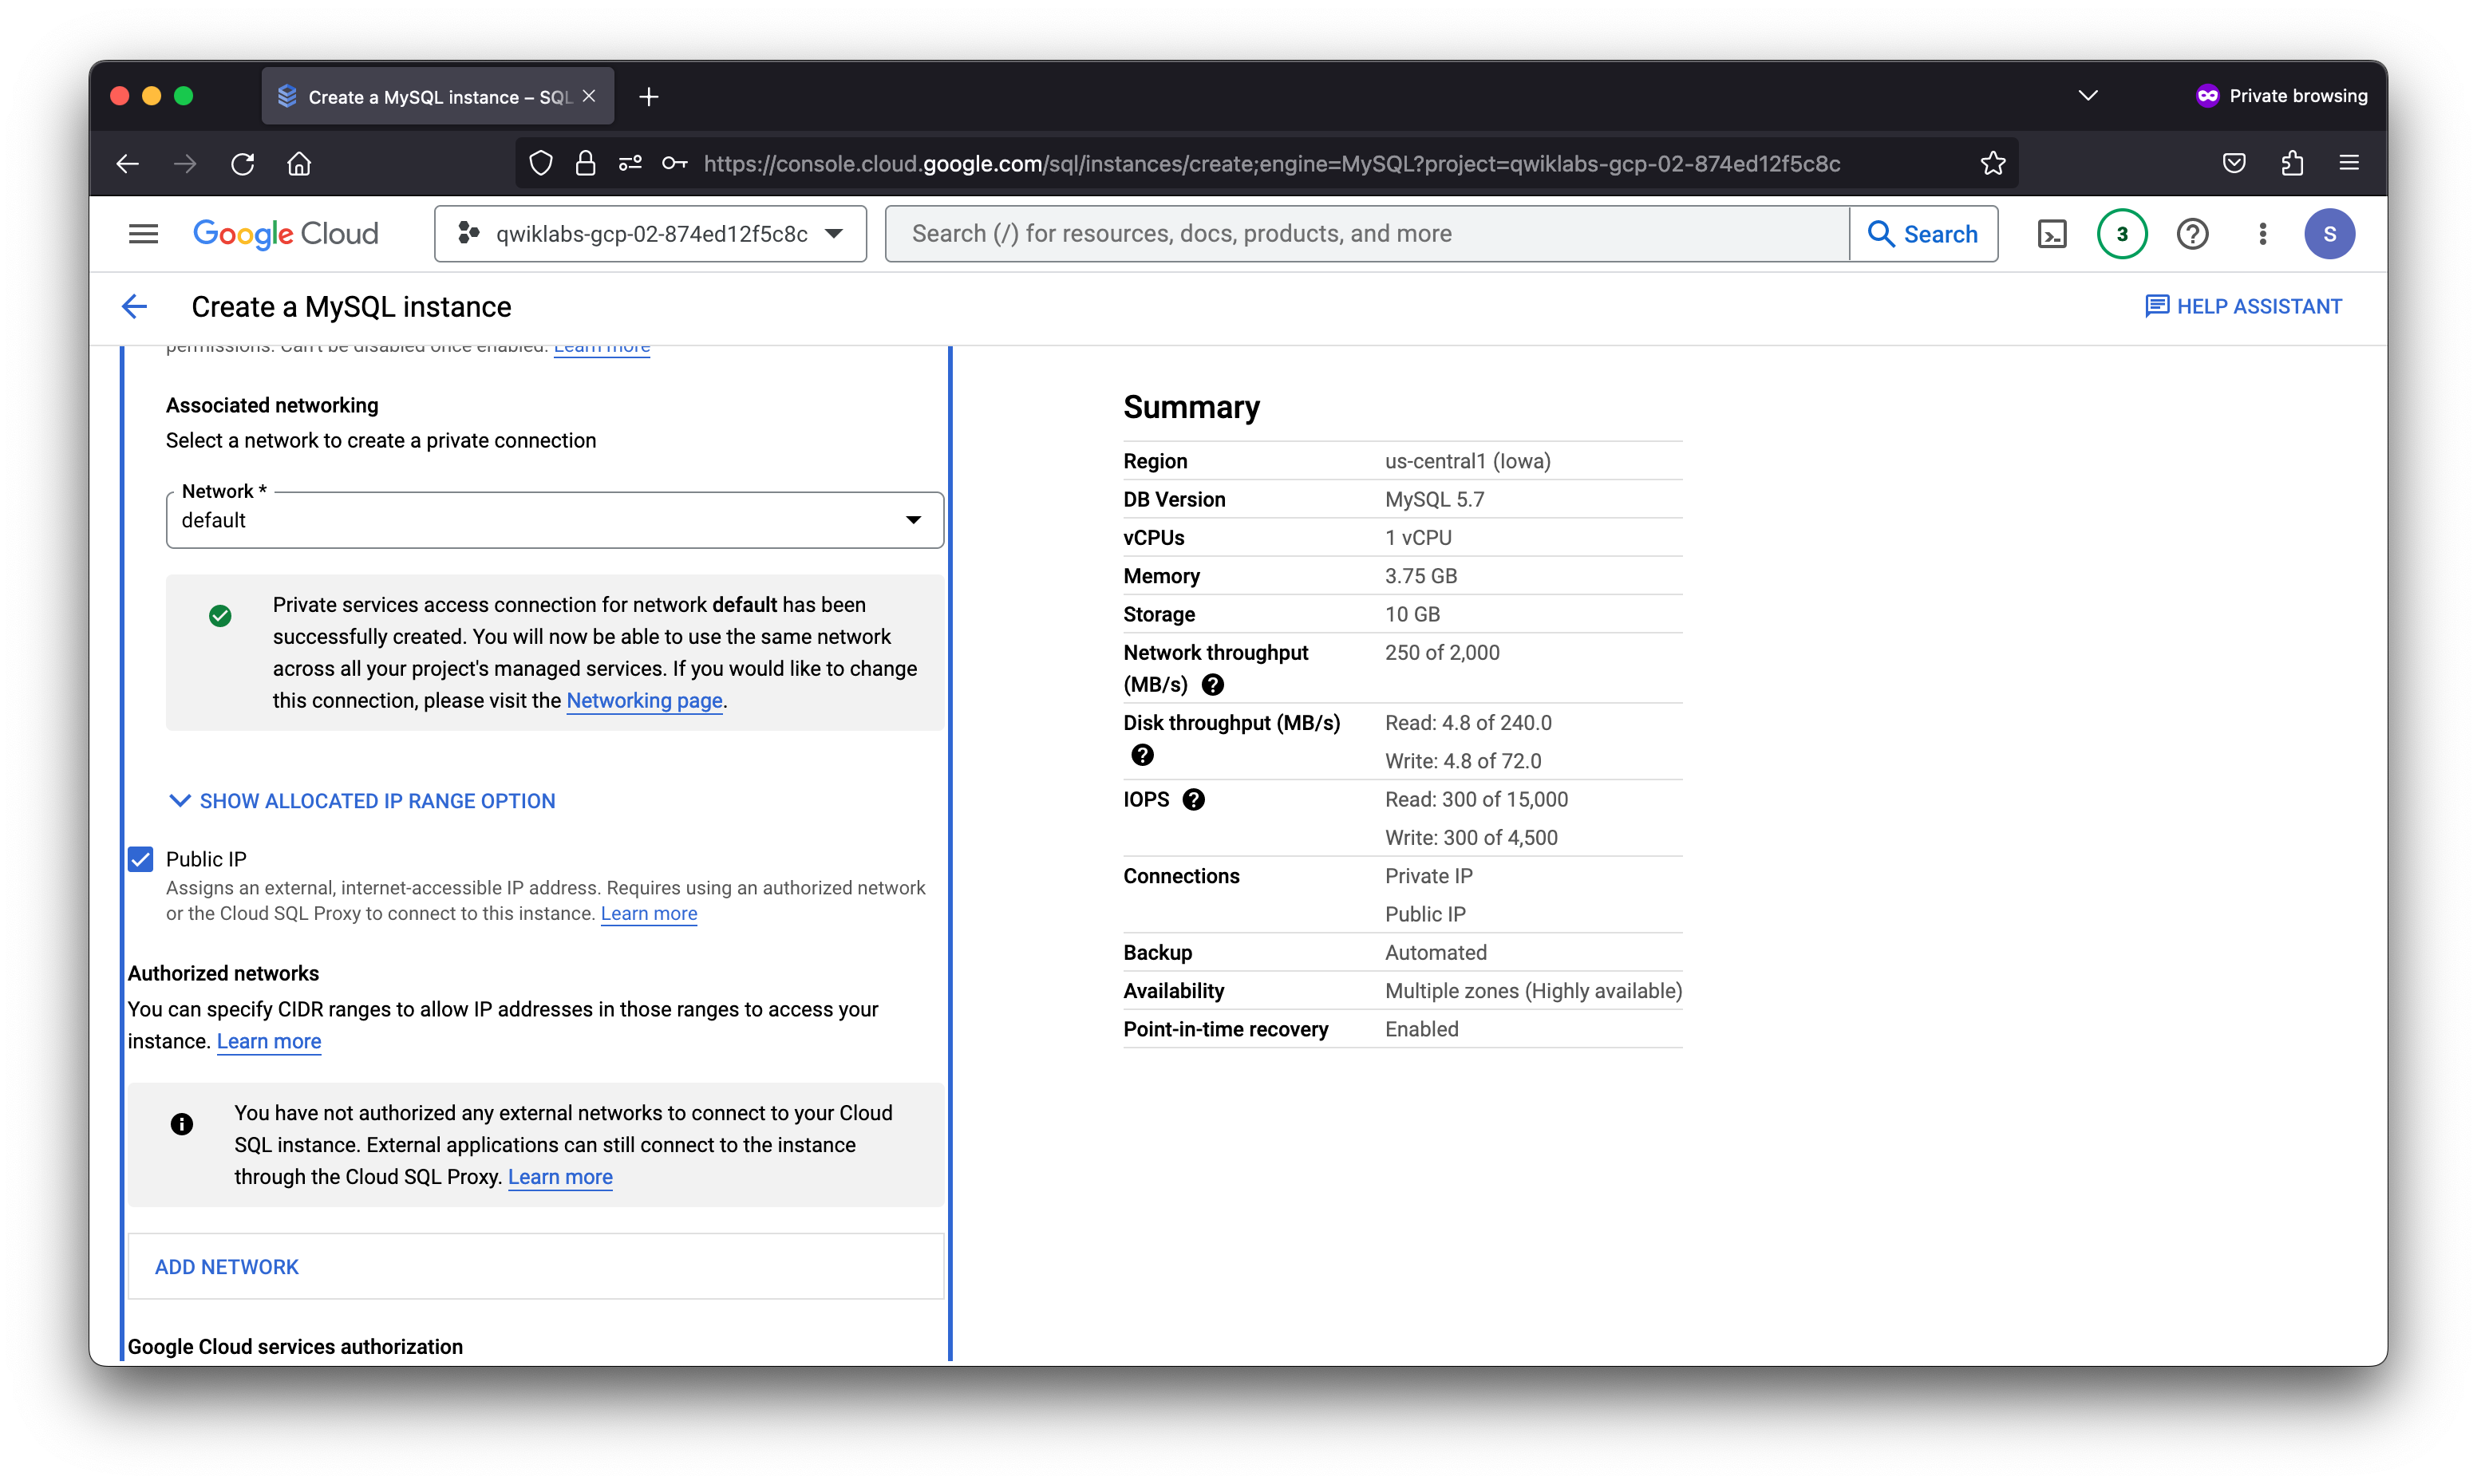 Create a MySQL instance – SQL
Private browsing
https://console.cloud.google.com/sql/instances/create;engine=MySQL?project=qwiklabs-gcp-02-874ed12f5c8c
Google Cloud
qwiklabs-gcp-02-874ed12f5c8c
Search (/) for resources, docs, products, and more
Search
3
S
Create a MySQL instance
HELP ASSISTANT
permissions. Can't be disabled once enabled. Learn more
Associated networking
Select a network to create a private connection
Network *
default
Private services access connection for network default has been
successfully created. You will now be able to use the same network
across all your project's managed services. If you would like to change
this connection, please visit the Networking page.
SHOW ALLOCATED IP RANGE OPTION
Public IP
Assigns an external, internet-accessible IP address. Requires using an authorized network
or the Cloud SQL Proxy to connect to this instance. Learn more
Authorized networks
You can specify CIDR ranges to allow IP addresses in those ranges to access your
instance. Learn more
You have not authorized any external networks to connect to your Cloud
SQL instance. External applications can still connect to the instance
through the Cloud SQL Proxy. Learn more
ADD NETWORK
Google Cloud services authorization
Summary
Region us-central1 (Iowa)
DB Version MySQL 5.7
vCPUs 1 vCPU
Memory 3.75 GB
Storage 10 GB
Network throughput 250 of 2,000
(MB/s)
Disk throughput (MB/s) Read: 4.8 of 240.0
Write: 4.8 of 72.0
IOPS Read: 300 of 15,000
Write: 300 of 4,500
Connections Private IP
Public IP
Backup Automated
Availability Multiple zones (Highly available)
Point-in-time recovery Enabled